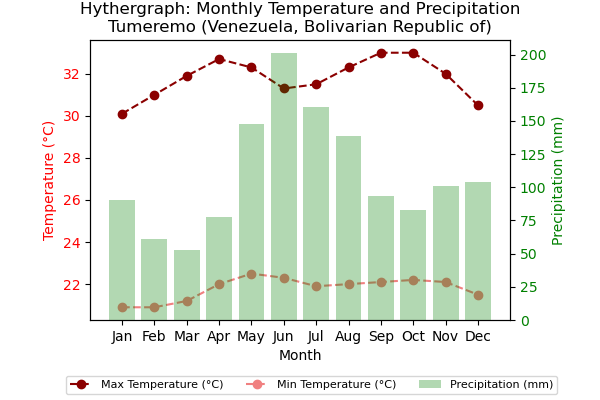 Hythergraph: Monthly Temperature and Precipitation
Tumeremo (Venezuela, Bolivarian Republic of)
Temperature (°C)
32
30
28
26
24
22
Precipitation (mm)
200
175
150
125
100
75
50
25
0
Jan Feb Mar Apr May Jun Jul Aug Sep Oct Nov Dec
Month
Max Temperature (°C) Min Temperature (°C) Precipitation (mm)